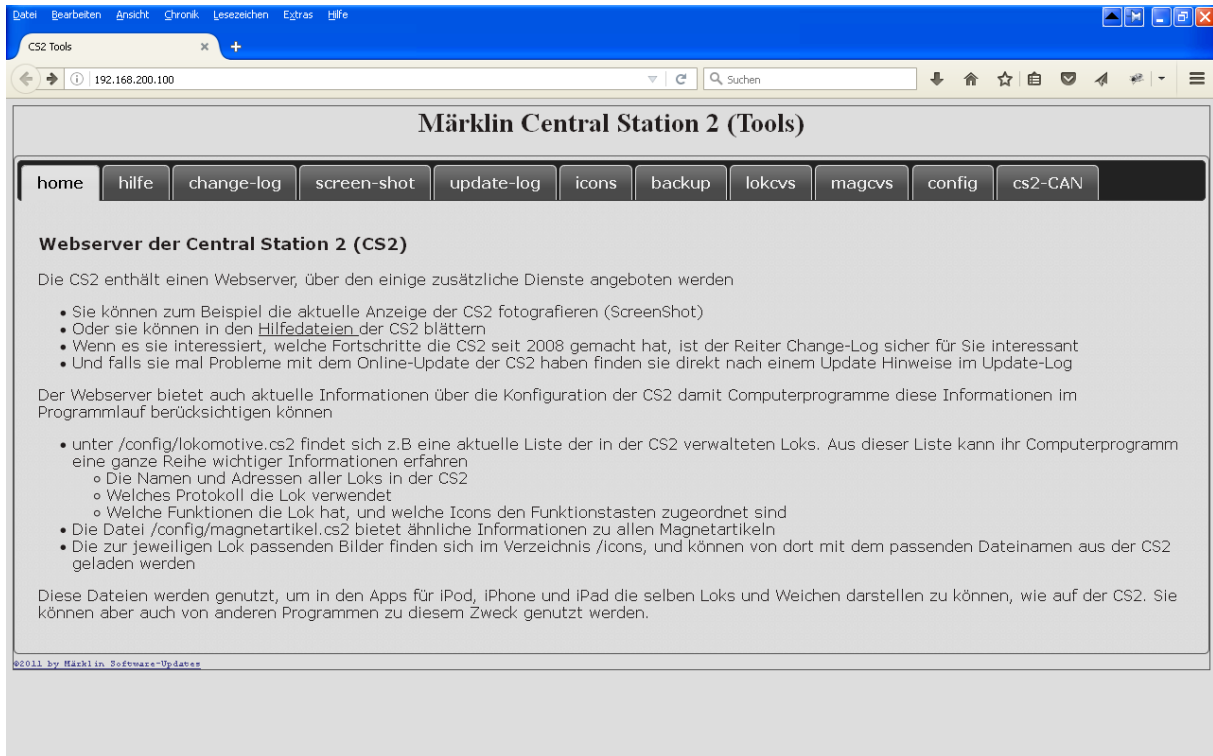 Datei Bearbeiten Ansicht Chronik Lesezeichen Extras Hilfe
CS2 Tools
192.168.200.100
Suchen
Märklin Central Station 2 (Tools)
home hilfe change-log screen-shot update-log icons backup lokcvs magcvs config cs2-CAN
Webserver der Central Station 2 (CS2)
Die CS2 enthält einen Webserver, über den einige zusätzliche Dienste angeboten werden
• Sie können zum Beispiel die aktuelle Anzeige der CS2 fotografieren (ScreenShot)
• Oder sie können in den Hilfedateien der CS2 blättern
• Wenn es sie interessiert, welche Fortschritte die CS2 seit 2008 gemacht hat, ist der Reiter Change-Log sicher für Sie interessant
• Und falls sie mal Probleme mit dem Online-Update der CS2 haben finden sie direkt nach einem Update Hinweise im Update-Log
Der Webserver bietet auch aktuelle Informationen über die Konfiguration der CS2 damit Computerprogramme diese Informationen im
Programmlauf berücksichtigen können
• unter /config/lokomotive.cs2 findet sich z.B eine aktuelle Liste der in der CS2 verwalteten Loks. Aus dieser Liste kann ihr Computerprogramm
eine ganze Reihe wichtiger Informationen erfahren
◦ Die Namen und Adressen aller Loks in der CS2
◦ Welches Protokoll die Lok verwendet
◦ Welche Funktionen die Lok hat, und welche Icons den Funktionstasten zugeordnet sind
• Die Datei /config/magnetartikel.cs2 bietet ähnliche Informationen zu allen Magnetartikeln
• Die zur jeweiligen Lok passenden Bilder finden sich im Verzeichnis /icons, und können von dort mit dem passenden Dateinamen aus der CS2
geladen werden
Diese Dateien werden genutzt, um in den Apps für iPod, iPhone und iPad die selben Loks und Weichen darstellen zu können, wie auf der CS2. Sie
können aber auch von anderen Programmen zu diesem Zweck genutzt werden.
©2011 by Märklin Software-Updates